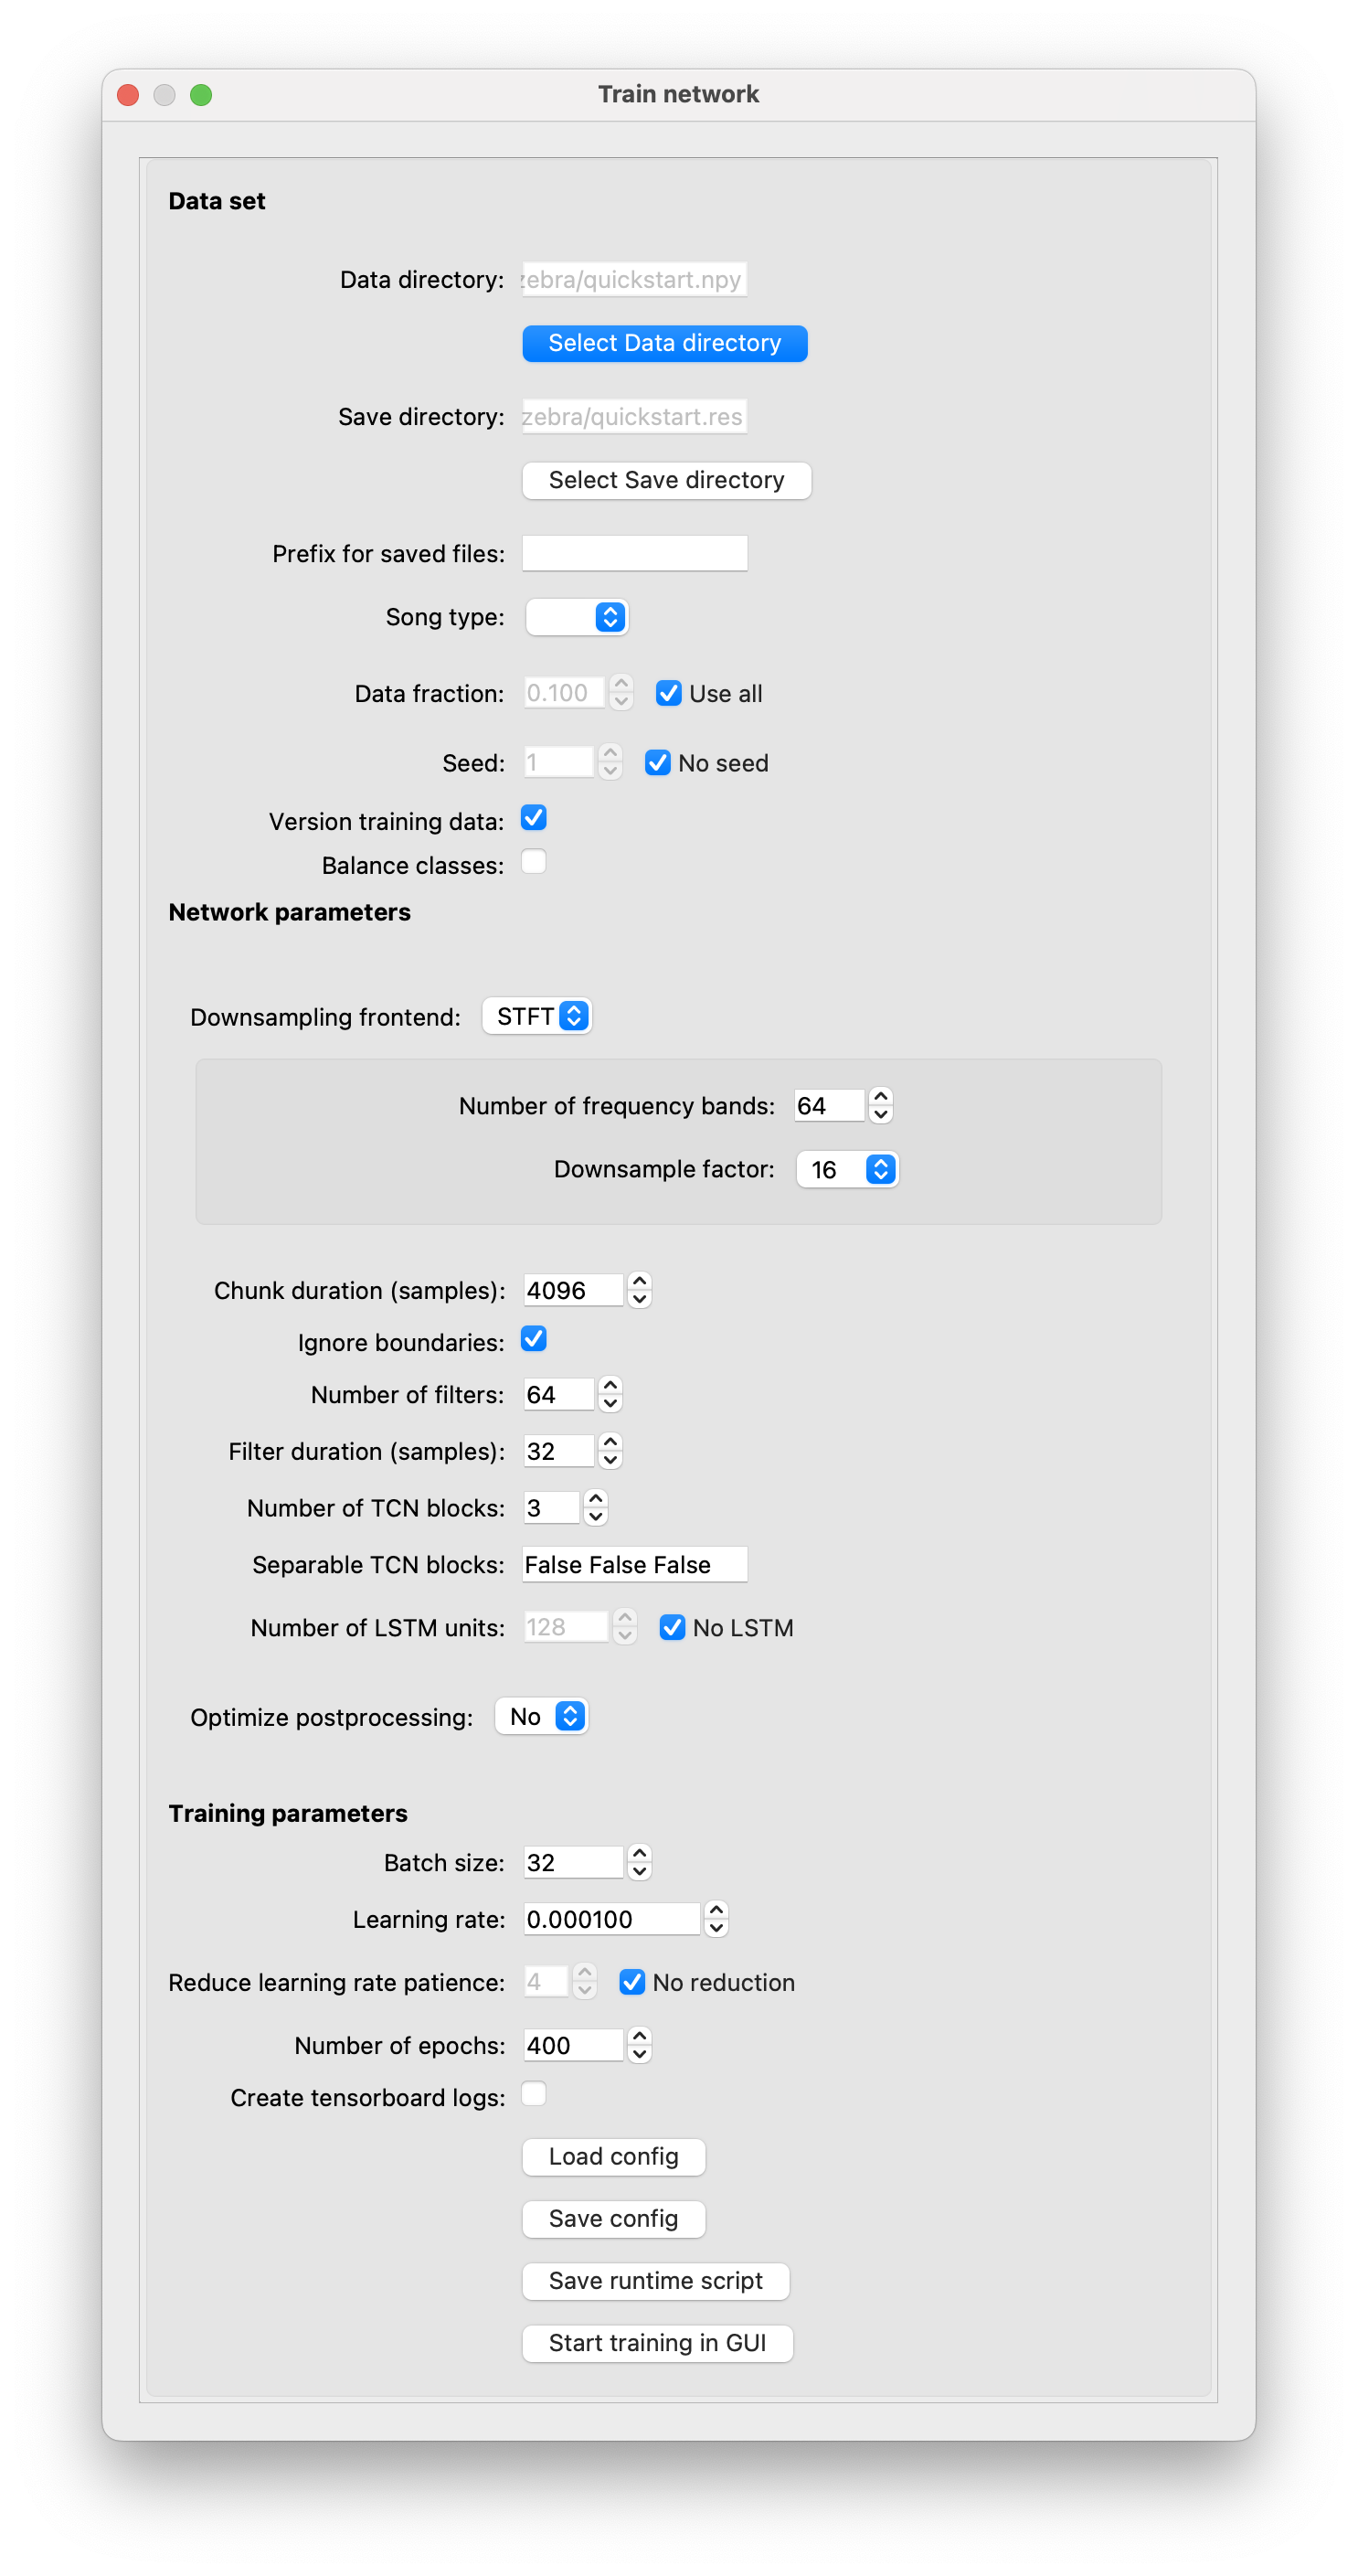 Train network
Data set
Data directory: zebra/quickstart.npy
Select Data directory
Save directory: zebra/quickstart.res
Select Save directory
Prefix for saved files:
Song type:
Data fraction: 0.100 Use all
Seed: 1 No seed
Version training data:
Balance classes:
Network parameters
Downsampling frontend: STFT
Number of frequency bands: 64
Downsample factor: 16
Chunk duration (samples): 4096
Ignore boundaries:
Number of filters: 64
Filter duration (samples): 32
Number of TCN blocks: 3
Separable TCN blocks: False False False
Number of LSTM units: 128 No LSTM
Optimize postprocessing: No
Training parameters
Batch size: 32
Learning rate: 0.000100
Reduce learning rate patience: 4 No reduction
Number of epochs: 400
Create tensorboard logs:
Load config
Save config
Save runtime script
Start training in GUI